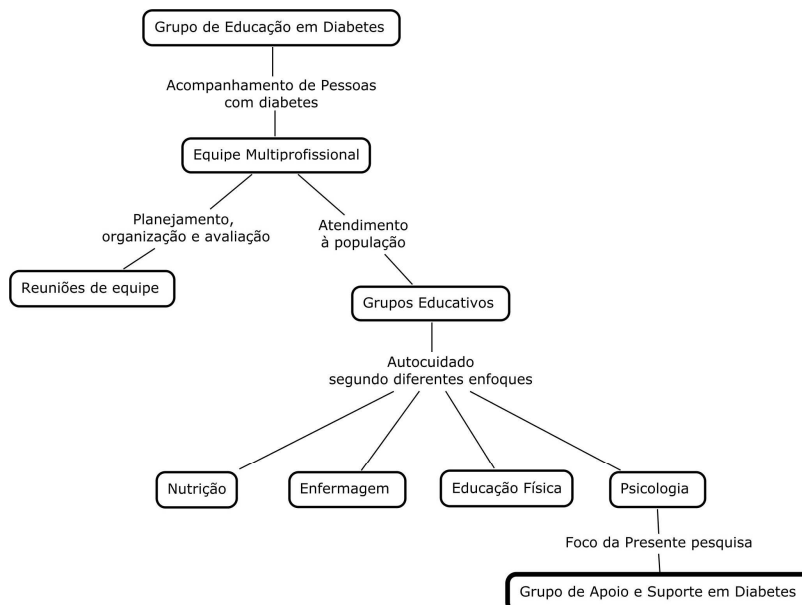 Grupo de Educação em Diabetes
Acompanhamento de Pessoas
com diabetes
Equipe Multiprofissional
Planejamento,
organização e avaliação
Atendimento
à população
Reuniões de equipe
Grupos Educativos
Autocuidado
segundo diferentes enfoques
Nutrição
Enfermagem
Educação Física
Psicologia
Foco da Presente pesquisa
Grupo de Apoio e Suporte em Diabetes